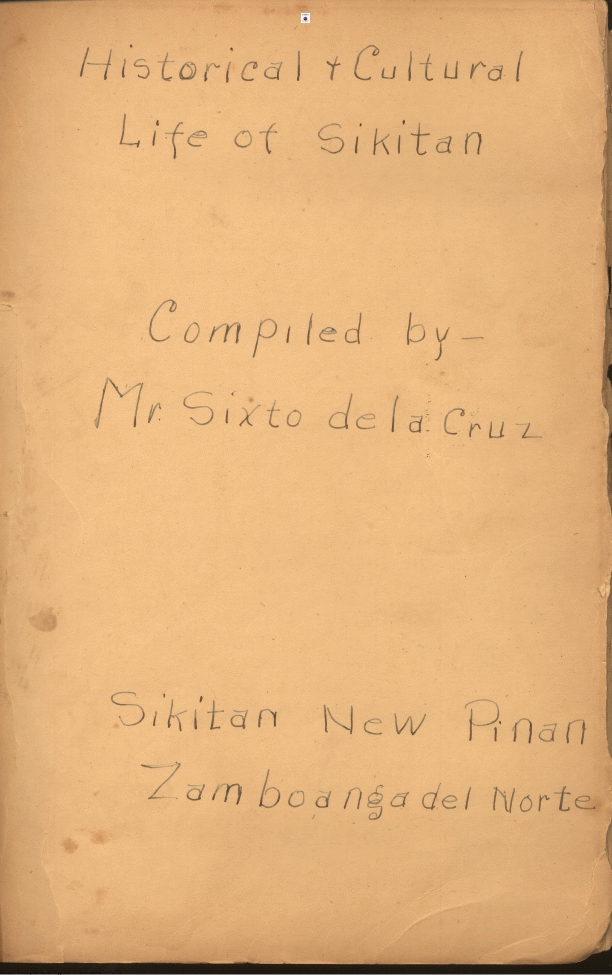 Historical & Cultural
Life of Sikitan
Compiled by-
Mr. Sixto dela Cruz
Sikitan New Pinan
Zamboanga del Norte